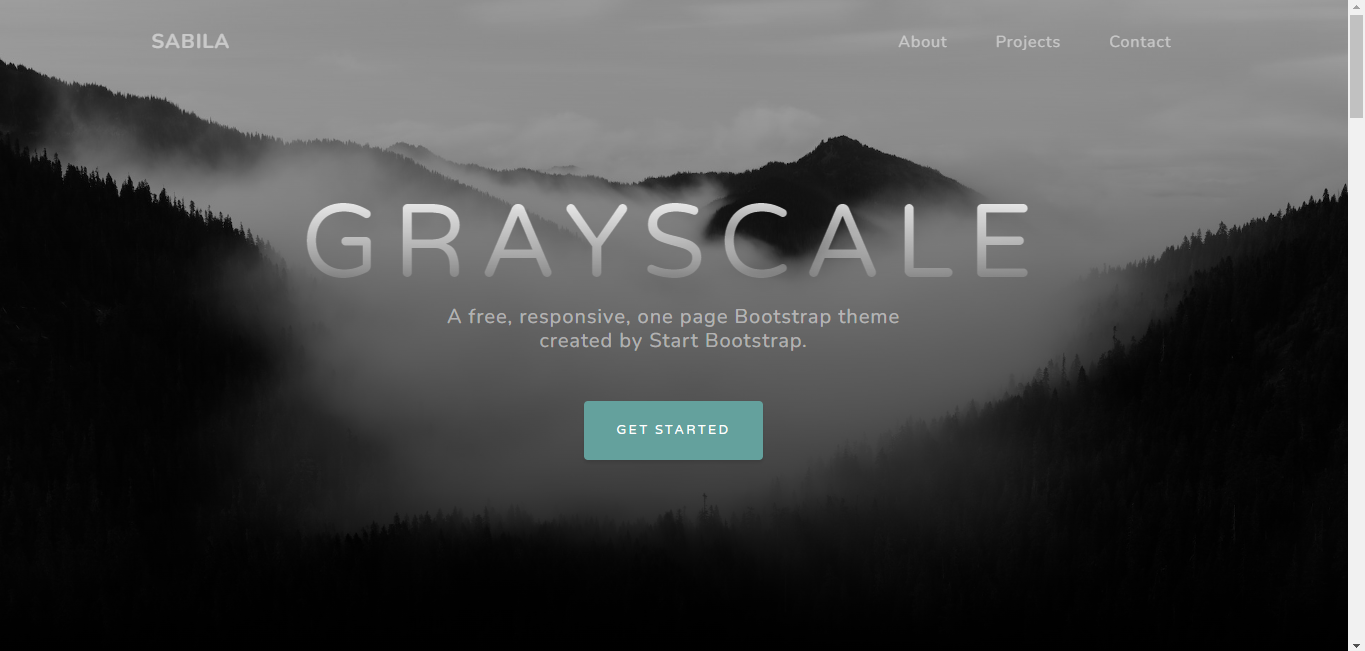 SABILA
About Projects Contact
GRAYSCALE
A free, responsive, one page Bootstrap theme
created by Start Bootstrap.
GET STARTED